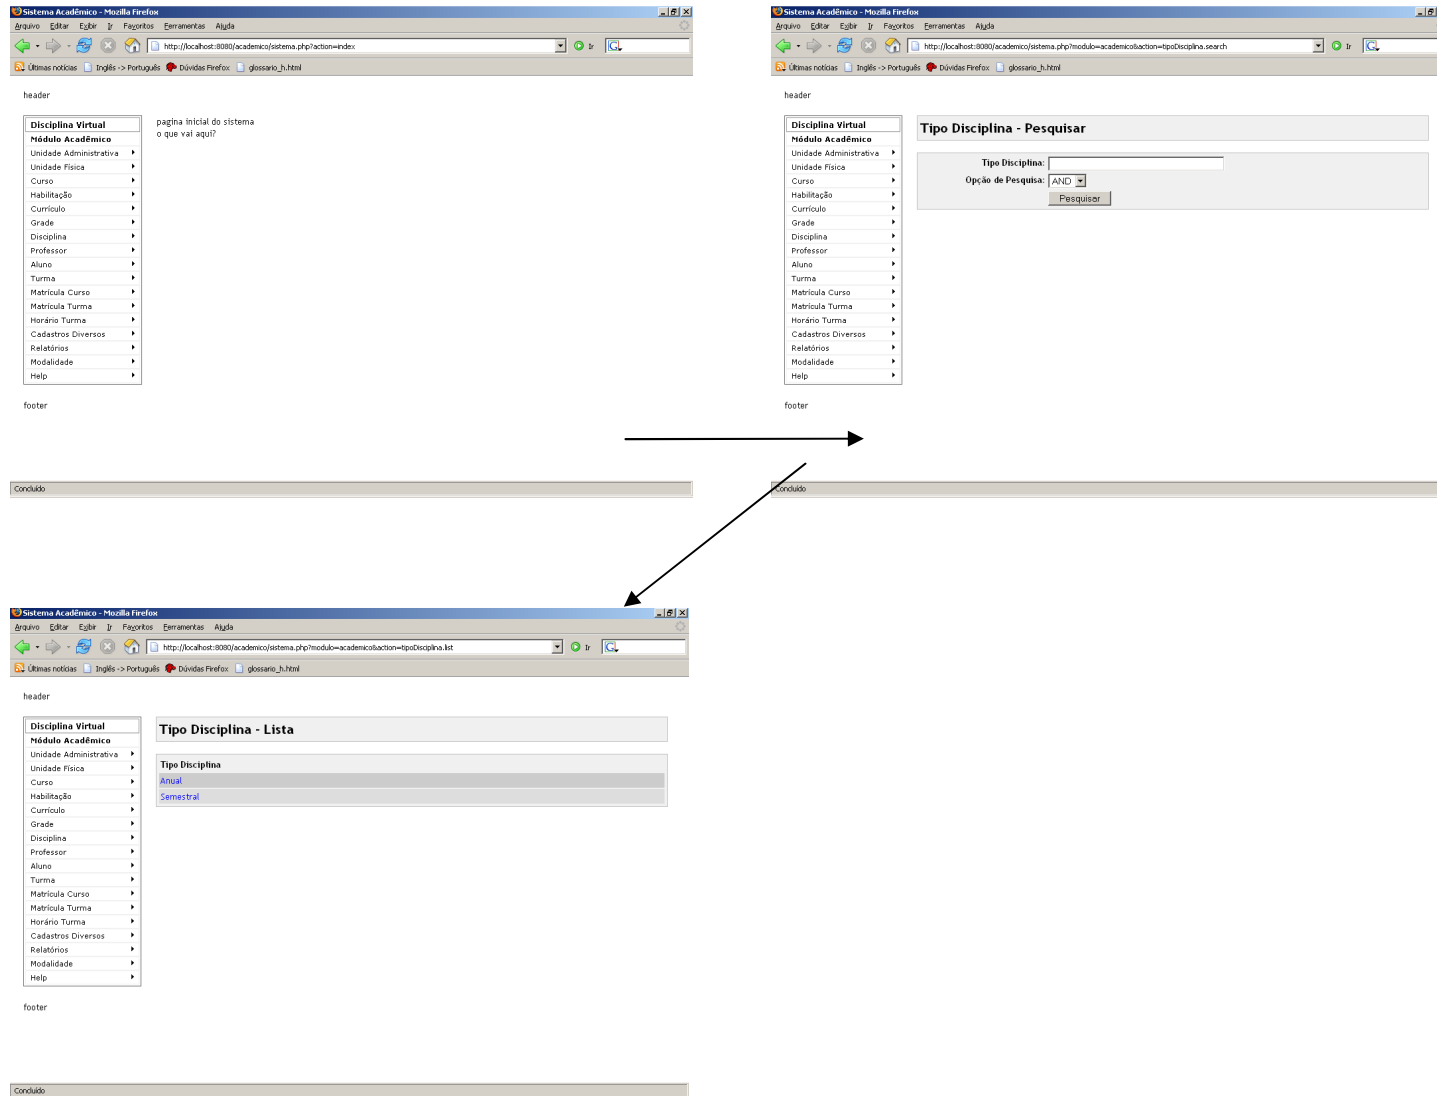 Sistema Acadêmico - Mozilla Firefox
Arquivo Editar Exibir Ir Favoritos Ferramentas Ajuda
http://localhost:8080/academico/sistema.php?action=index Ir
Últimas notícias Inglês -> Português Dúvidas Firefox glossario_h.html
header
Disciplina Virtual
Módulo Acadêmico
Unidade Administrativa
Unidade Física
Curso
Habilitação
Currículo
Grade
Disciplina
Professor
Aluno
Turma
Matrícula Curso
Matrícula Turma
Horário Turma
Cadastros Diversos
Relatórios
Modalidade
Help
pagina inicial do sistema
o que vai aqui?
footer
Concluído
Sistema Acadêmico - Mozilla Firefox
Arquivo Editar Exibir Ir Favoritos Ferramentas Ajuda
http://localhost:8080/academico/sistema.php?modulo=academico&action=tipoDisciplina.search Ir
Últimas notícias Inglês -> Português Dúvidas Firefox glossario_h.html
header
Disciplina Virtual
Módulo Acadêmico
Unidade Administrativa
Unidade Física
Curso
Habilitação
Currículo
Grade
Disciplina
Professor
Aluno
Turma
Matrícula Curso
Matrícula Turma
Horário Turma
Cadastros Diversos
Relatórios
Modalidade
Help
Tipo Disciplina - Pesquisar
Tipo Disciplina:
Opção de Pesquisa: AND
Pesquisar
footer
Concluído
Sistema Acadêmico - Mozilla Firefox
Arquivo Editar Exibir Ir Favoritos Ferramentas Ajuda
http://localhost:8080/academico/sistema.php?modulo=academico&action=tipoDisciplina.list Ir
Últimas notícias Inglês -> Português Dúvidas Firefox glossario_h.html
header
Disciplina Virtual
Módulo Acadêmico
Unidade Administrativa
Unidade Física
Curso
Habilitação
Currículo
Grade
Disciplina
Professor
Aluno
Turma
Matrícula Curso
Matrícula Turma
Horário Turma
Cadastros Diversos
Relatórios
Modalidade
Help
Tipo Disciplina - Lista
Tipo Disciplina
Anual
Semestral
footer
Concluído